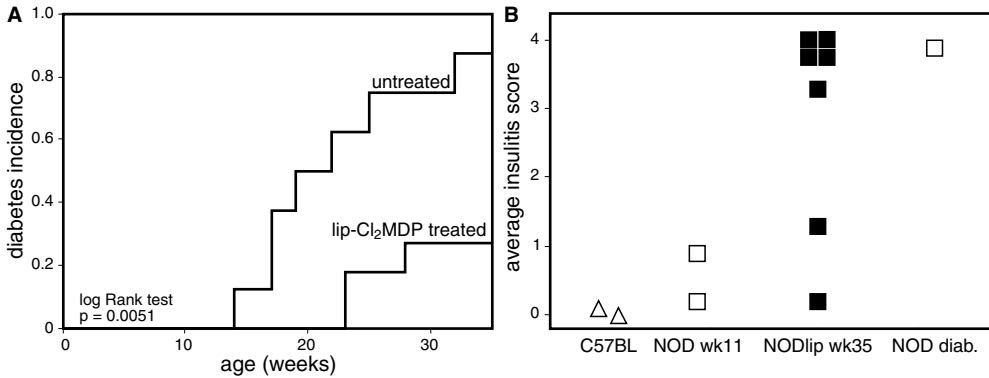 A
diabetes incidence
1.0
0.8
0.6
0.4
0.2
0
untreated
lip-Cl₂MDP treated
log Rank test
p = 0.0051
0 10 20 30
age (weeks)
B
average insulitis score
4
3
2
1
0
C57BL NOD wk11 NODlip wk35 NOD diab.